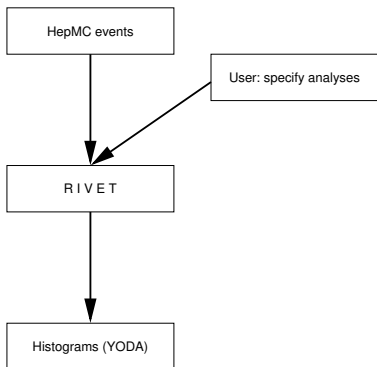 HepMC events
User: specify analyses
R I V E T
Histograms (YODA)